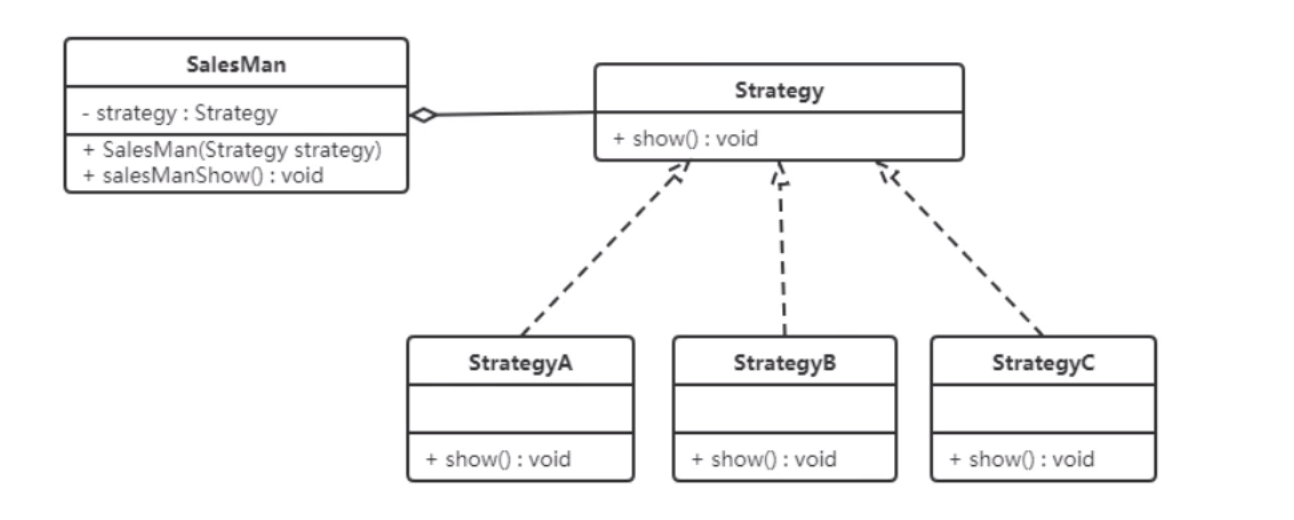 SalesMan
- strategy : Strategy
+ SalesMan(Strategy strategy)
+ salesManShow() : void
Strategy
+ show() : void
StrategyA
+ show() : void
StrategyB
+ show() : void
StrategyC
+ show() : void